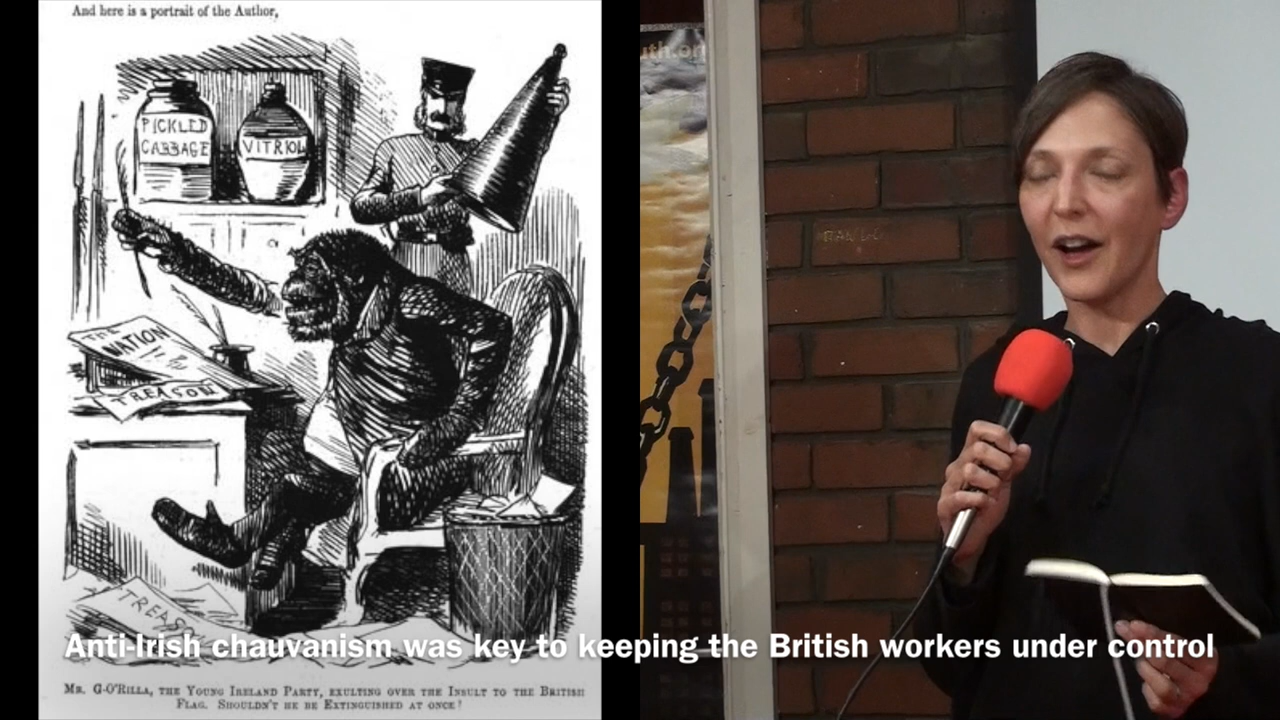 And here is a portrait of the Author,
PICKLED
CABBAGE
VITRIOL
THE
NATION
TREASON
TREASON
uth.org
Anti-Irish chauvanism was key to keeping the British workers under control
Mr. G-O'Rilla, the Young Ireland Party, exulting over the Insult to the British
Flag. Shouldn't he be Extinguished at once?